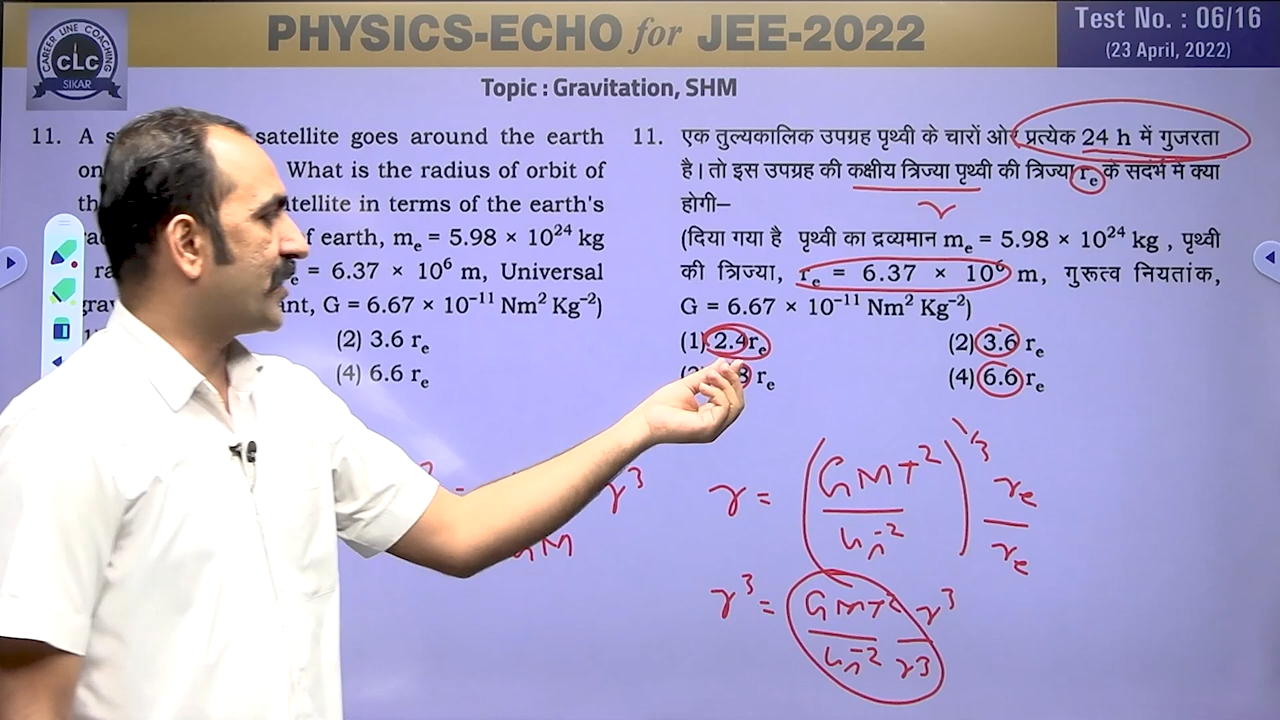 PHYSICS-ECHO for JEE-2022
Test No. : 06/16
(23 April, 2022)
CAREER LINE COACHING
CLC
SIKAR
Topic : Gravitation, SHM
11. A satellite goes around the earth
on What is the radius of orbit of
in terms of the earth's
f earth, mₑ = 5.98 × 10²⁴ kg
= 6.37 × 10⁶ m, Universal
G = 6.67 × 10⁻¹¹ Nm² Kg⁻²)
(2) 3.6 rₑ
(4) 6.6 rₑ
11. एक तुल्यकालिक उपग्रह पृथ्वी के चारों ओर प्रत्येक 24 h में गुजरता
है। तो इस उपग्रह की कक्षीय त्रिज्या पृथ्वी की त्रिज्या rₑ के संदर्भ में क्या
होगी–
r
(दिया गया है पृथ्वी का द्रव्यमान mₑ = 5.98 × 10²⁴ kg , पृथ्वी
की त्रिज्या, rₑ = 6.37 × 10⁶ m, गुरूत्व नियतांक,
G = 6.67 × 10⁻¹¹ Nm² Kg⁻²)
(1) 2.4rₑ (2) 3.6 rₑ
rₑ (4) 6.6 rₑ
r³
GM
r = (GMT² / 4π²)^1/3 rₑ / rₑ
r³ = GMT² / 4π² r³ / r³